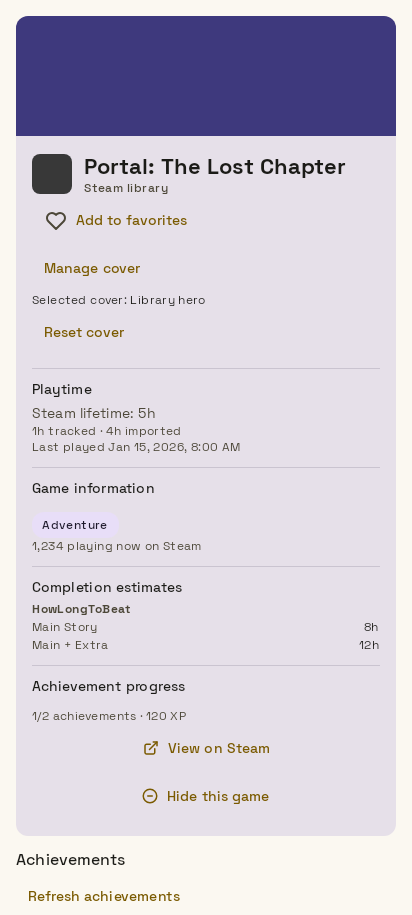 Portal: The Lost Chapter
Steam library
Add to favorites
Manage cover
Selected cover: Library hero
Reset cover
Playtime
Steam lifetime: 5h
1h tracked · 4h imported
Last played Jan 15, 2026, 8:00 AM
Game information
Adventure
1,234 playing now on Steam
Completion estimates
HowLongToBeat
Main Story 8h
Main + Extra 12h
Achievement progress
1/2 achievements · 120 XP
View on Steam
Hide this game
Achievements
Refresh achievements